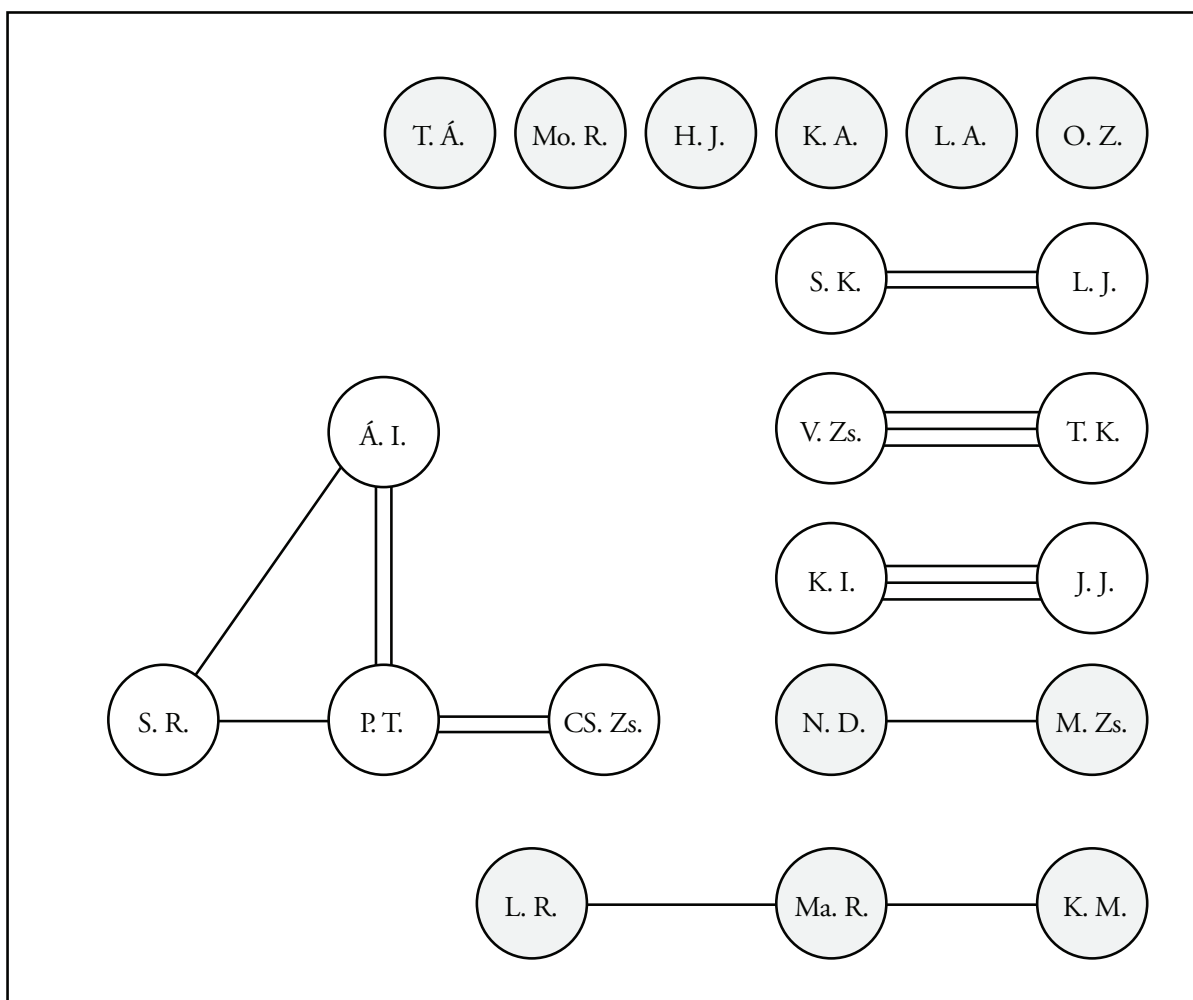 T. Á. Mo. R. H. J. K. A. L. A. O. Z.
S. K. L. J.
Á. I. V. Zs. T. K.
K. I. J. J.
S. R. P. T. CS. Zs. N. D. M. Zs.
L. R. Ma. R. K. M.